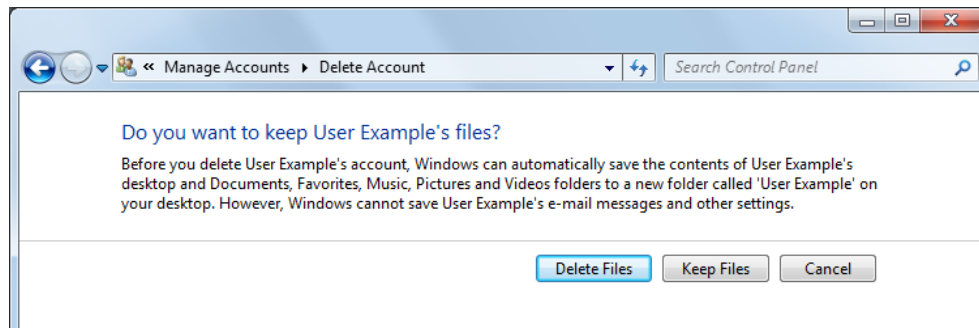 « Manage Accounts ▸ Delete Account
Search Control Panel
Do you want to keep User Example's files?
Before you delete User Example's account, Windows can automatically save the contents of User Example's
desktop and Documents, Favorites, Music, Pictures and Videos folders to a new folder called 'User Example' on
your desktop. However, Windows cannot save User Example's e-mail messages and other settings.
Delete Files Keep Files Cancel